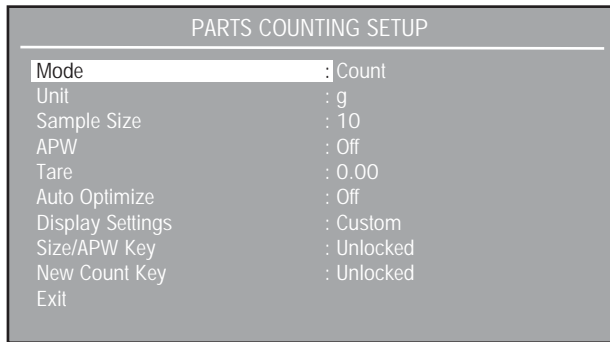 PARTS COUNTING SETUP
Mode : Count
Unit : g
Sample Size : 10
APW : Off
Tare : 0.00
Auto Optimize : Off
Display Settings : Custom
Size/APW Key : Unlocked
New Count Key : Unlocked
Exit